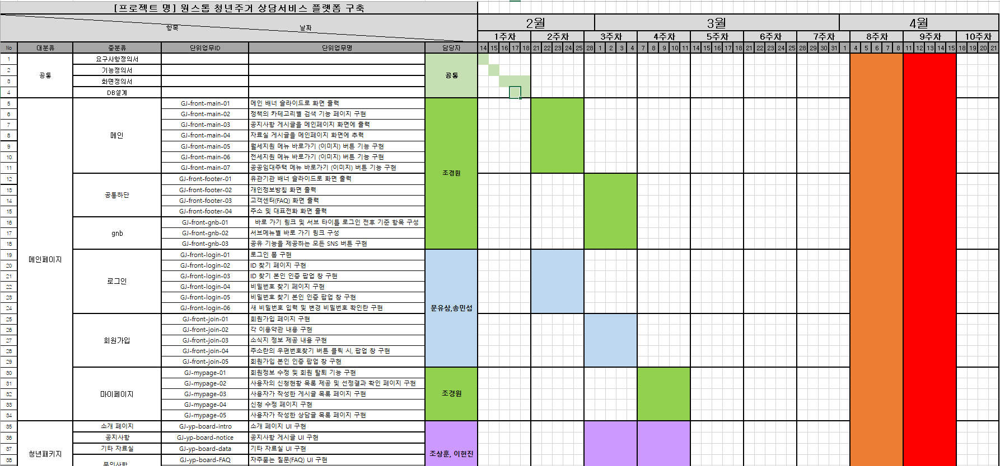 [프로젝트 명] 원스톱 청년주거 상담서비스 플랫폼 구축
항목 날짜
2월 3월 4월
1주차 2주차 3주차 4주차 5주차 6주차 7주차 8주차 9주차 10주차
No 대분류 중분류 단위업무ID 단위업무명 담당자 14 15 16 17 18 21 22 23 24 25 28 1 2 3 4 7 8 9 10 11 14 15 16 17 18 21 22 23 24 25 28 29 30 31 1 4 5 6 7 8 11 12 13 14 15 18 19 20 21
1 공통 요구사항정의서 공통
2 기능정의서
3 화면정의서
4 DB설계
5 메인페이지 메인 GJ-front-main-01 메인 배너 슬라이드로 화면 출력 조경원
6 GJ-front-main-02 정책의 카테고리별 검색 기능 페이지 구현
7 GJ-front-main-03 공지사항 게시글을 메인페이지 화면에 출력
8 GJ-front-main-04 자료실 게시글을 메인페이지 화면에 추력
9 GJ-front-main-05 월세지원 메뉴 바로가기 (이미지) 버튼 기능 구현
10 GJ-front-main-06 전세지원 메뉴 바로가기 (이미지) 버튼 기능 구현
11 GJ-front-main-07 공공임대주택 메뉴 바로가기 (이미지) 버튼 기능 구현
12 공통하단 GJ-front-footer-01 유관기관 배너 슬라이드로 화면 출력
13 GJ-front-footer-02 개인정보방침 화면 출력
14 GJ-front-footer-03 고객센터(FAQ) 화면 출력
15 GJ-front-footer-04 주소 및 대표전화 화면 출력
16 gnb GJ-front-gnb-01 바로 가기 링크 및 서브 타이틀 로그인 전후 기준 항목 구성
17 GJ-front-gnb-02 서브메뉴별 바로 가기 링크 구성
18 GJ-front-gnb-03 공유 기능을 제공하는 모든 SNS 버튼 구현
19 로그인 GJ-front-login-01 로그인 폼 구현 문유삼,송민섭
20 GJ-front-login-02 ID 찾기 페이지 구현
21 GJ-front-login-03 ID 찾기 본인 인증 팝업 창 구현
22 GJ-front-login-04 비밀번호 찾기 페이지 구현
23 GJ-front-login-05 비밀번호 찾기 본인 인증 팝업 창 구현
24 GJ-front-login-06 새 비밀번호 입력 및 변경 비밀번호 확인란 구현
25 회원가입 GJ-front-join-01 회원가입 페이지 구현
26 GJ-front-join-02 각 이용약관 내용 구현
27 GJ-front-join-03 소식지 정보 제공 내용 구현
28 GJ-front-join-04 주소란의 우편번호찾기 버튼 클릭 시, 팝업 창 구현
29 GJ-front-join-05 회원가입 본인 인증 팝업 창 구현
30 마이페이지 GJ-mypage-01 회원정보 수정 및 회원 탈퇴 기능 구현 조경원
31 GJ-mypage-02 사용자의 신청현황 목록 제공 및 선정결과 확인 페이지 구현
32 GJ-mypage-03 사용자가 작성한 게시글 목록 페이지 구현
33 GJ-mypage-04 신청 수정 페이지 구현
34 GJ-mypage-05 사용자가 작성한 상담글 목록 페이지 구현
35 청년패키지 소개 페이지 GJ-yp-board-intro 소개 페이지 UI 구현 조상훈, 이현진
36 공지사항 GJ-yp-board-notice 공지사항 게시글 UI 구현
37 기타 자료실 GJ-yp-board-data 기타 자료실 UI 구현
38 문의사항 GJ-yp-board-FAQ 자주묻는 질문(FAQ) UI 구현